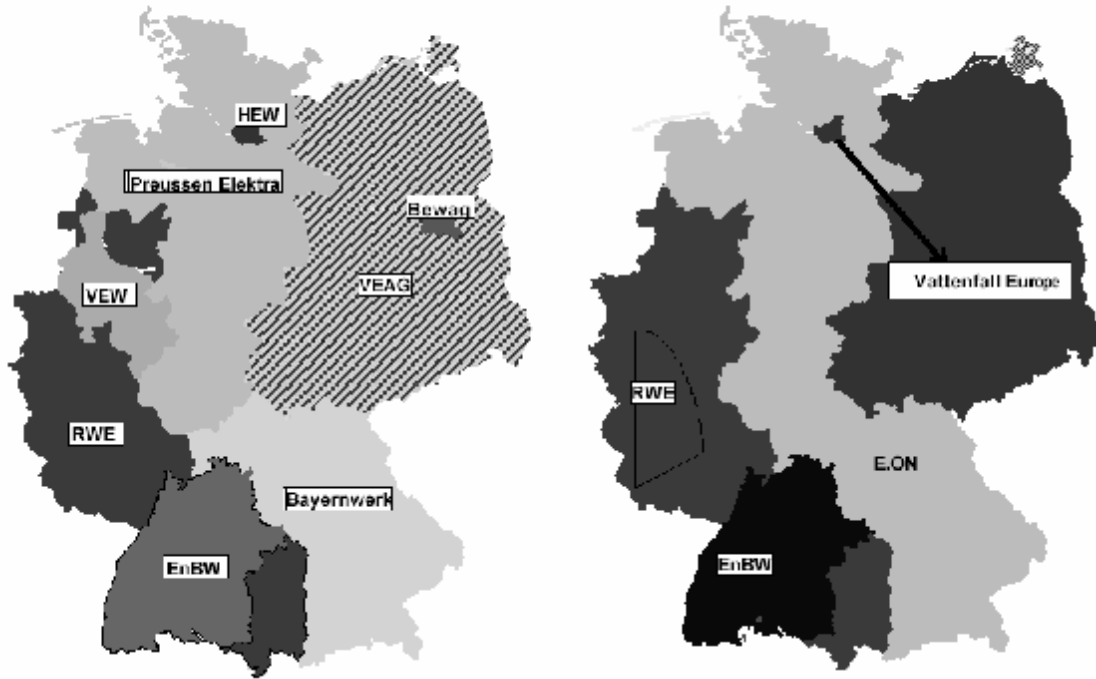 HEW
Preussen Elektra
Bewag
VEAG
VEW
RWE
Bayernwerk
EnBW
Vattenfall Europe
RWE
E.ON
EnBW